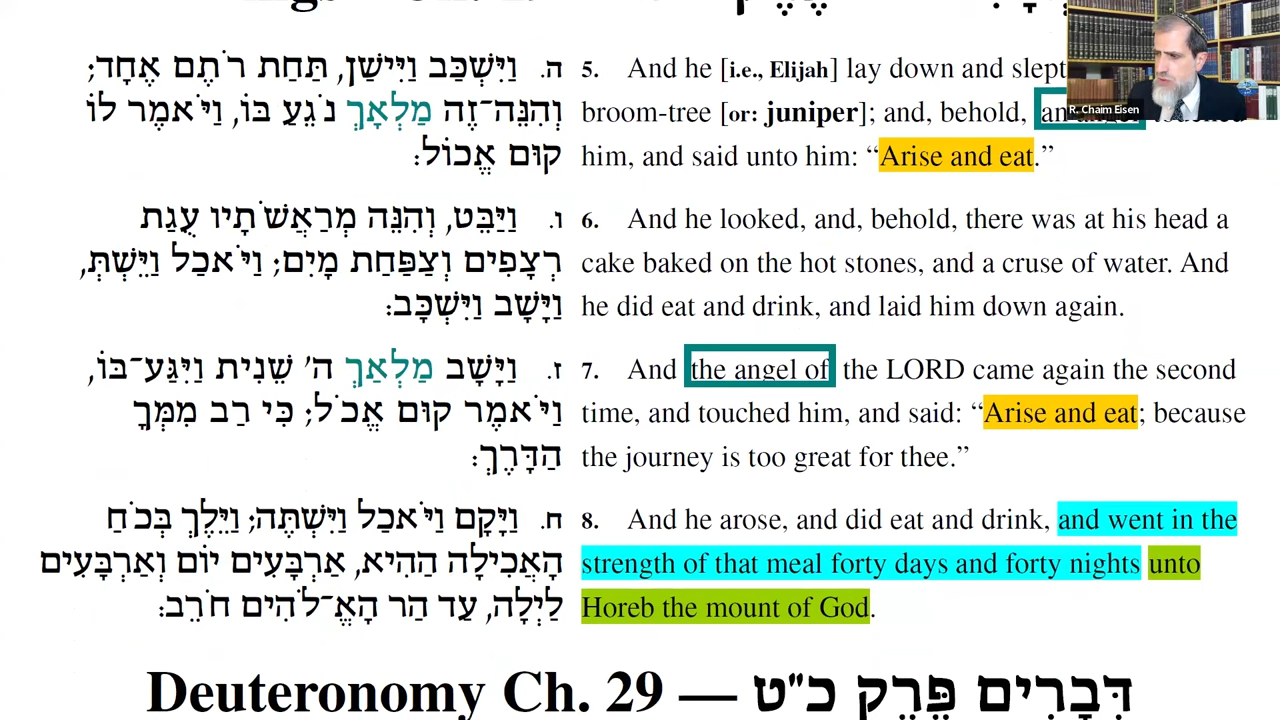 ה. וַיִּשְׁכַּב וַיִּישַׁן, תַּחַת רֹתֶם אֶחָד;
וְהִנֵּה־זֶה מַלְאָךְ נֹגֵעַ בּוֹ, וַיֹּאמֶר לוֹ
קוּם אֱכוֹל:
5. And he [i.e., Elijah] lay down and slept
broom-tree [or: juniper]; and, behold,
him, and said unto him: “Arise and eat.”
R. Chaim Eisen
ו. וַיַּבֵּט, וְהִנֵּה מְרַאֲשֹׁתָיו עֻגַת
רְצָפִים וְצַפַּחַת מָיִם; וַיֹּאכַל וַיֵּשְׁתְּ,
וַיָּשָׁב וַיִּשְׁכָּב:
6. And he looked, and, behold, there was at his head a
cake baked on the hot stones, and a cruse of water. And
he did eat and drink, and laid him down again.
ז. וַיָּשָׁב מַלְאַךְ ה' שֵׁנִית וַיִּגַּע־בּוֹ,
וַיֹּאמֶר קוּם אֱכֹל; כִּי רַב מִמְּךָ
הַדָּרֶךְ:
7. And the angel of the LORD came again the second
time, and touched him, and said: “Arise and eat; because
the journey is too great for thee.”
ח. וַיָּקָם וַיֹּאכַל וַיִּשְׁתֶּה; וַיֵּלֶךְ בְּכֹחַ
הָאֲכִילָה הַהִיא, אַרְבָּעִים יוֹם וְאַרְבָּעִים
לַיְלָה, עַד הַר הָאֱ־לֹהִים חֹרֵב:
8. And he arose, and did eat and drink, and went in the
strength of that meal forty days and forty nights unto
Horeb the mount of God.
Deuteronomy Ch. 29 — דְּבָרִים פֶּרֶק כ"ט